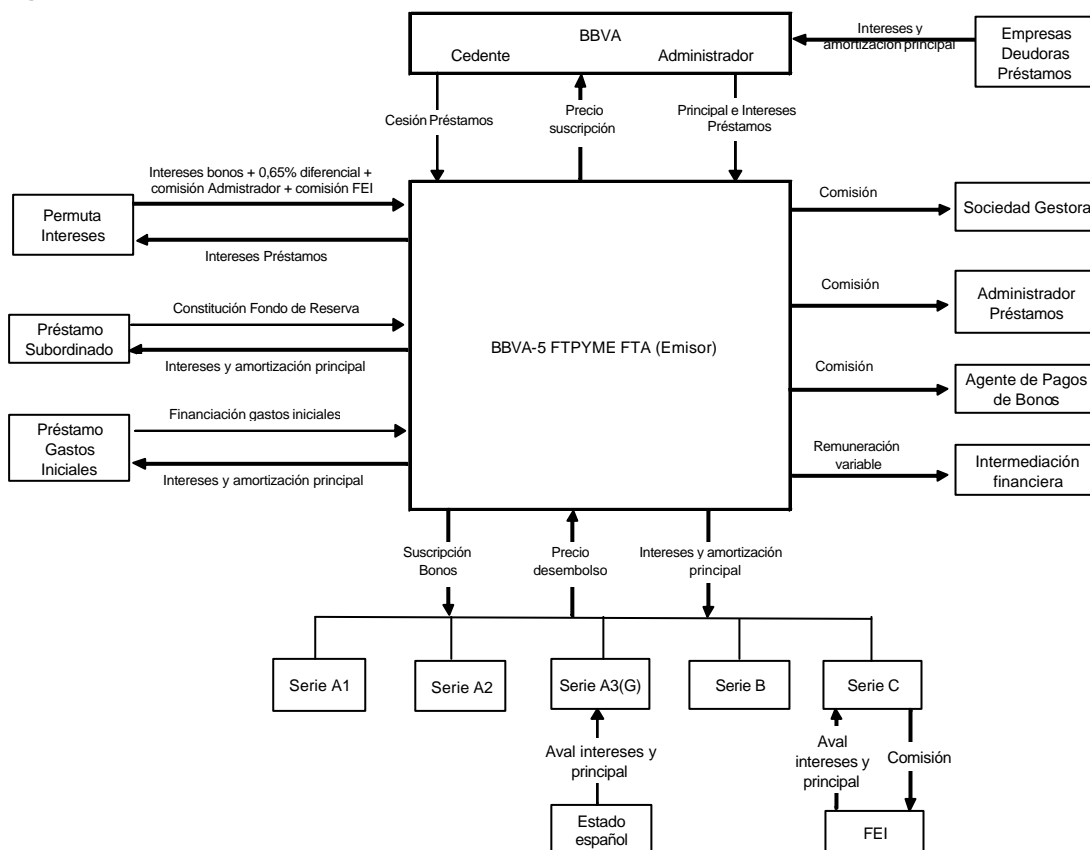 BBVA
Cedente
Administrador
Intereses y
amortización principal
Empresas
Deudoras
Préstamos
Cesión Préstamos
Precio
suscripción
Principal e Intereses
Préstamos
Intereses bonos + 0,65% diferencial +
comisión Admistrador + comisión FEI
Permuta
Intereses
Intereses Préstamos
Comisión
Sociedad Gestora
Constitución Fondo de Reserva
Préstamo
Subordinado
Intereses y amortización principal
Comisión
Administrador
Préstamos
BBVA-5 FTPYME FTA (Emisor)
Comisión
Agente de Pagos
de Bonos
Financiación gastos iniciales
Préstamo
Gastos
Iniciales
Intereses y amortización principal
Remuneración
variable
Intermediación
financiera
Suscripción
Bonos
Precio
desembolso
Intereses y amortización
principal
Serie A1
Serie A2
Serie A3(G)
Serie B
Serie C
Aval intereses y
principal
Aval
intereses y
principal
Comisión
Estado
español
FEI